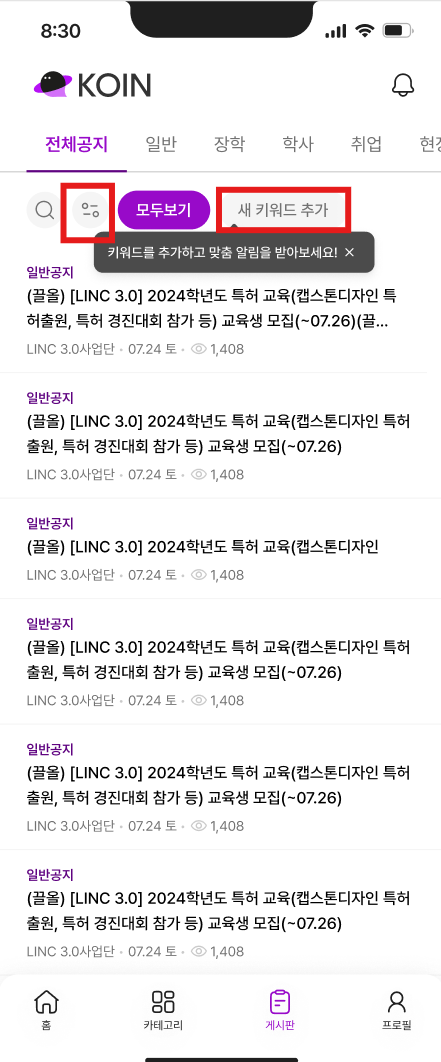 8:30
KOIN
전체공지 일반 장학 학사 취업
모두보기 새 키워드 추가
키워드를 추가하고 맞춤 알림을 받아보세요! ×
일반공지
(끌올) [LINC 3.0] 2024학년도 특허 교육(캡스톤디자인 특
허출원, 특허 경진대회 참가 등) 교육생 모집(~07.26)(끌...
LINC 3.0사업단 · 07.24 토 · 1,408
일반공지
(끌올) [LINC 3.0] 2024학년도 특허 교육(캡스톤디자인 특허
출원, 특허 경진대회 참가 등) 교육생 모집(~07.26)
LINC 3.0사업단 · 07.24 토 · 1,408
일반공지
(끌올) [LINC 3.0] 2024학년도 특허 교육(캡스톤디자인
LINC 3.0사업단 · 07.24 토 · 1,408
일반공지
(끌올) [LINC 3.0] 2024학년도 특허 교육(캡스톤디자인 특허
출원, 특허 경진대회 참가 등) 교육생 모집(~07.26)
LINC 3.0사업단 · 07.24 토 · 1,408
일반공지
(끌올) [LINC 3.0] 2024학년도 특허 교육(캡스톤디자인 특허
출원, 특허 경진대회 참가 등) 교육생 모집(~07.26)
LINC 3.0사업단 · 07.24 토 · 1,408
일반공지
(끌올) [LINC 3.0] 2024학년도 특허 교육(캡스톤디자인 특허
출원, 특허 경진대회 참가 등) 교육생 모집(~07.26)
LINC 3.0사업단 · 07.24 토 · 1,408
홈 카테고리 게시판 프로필